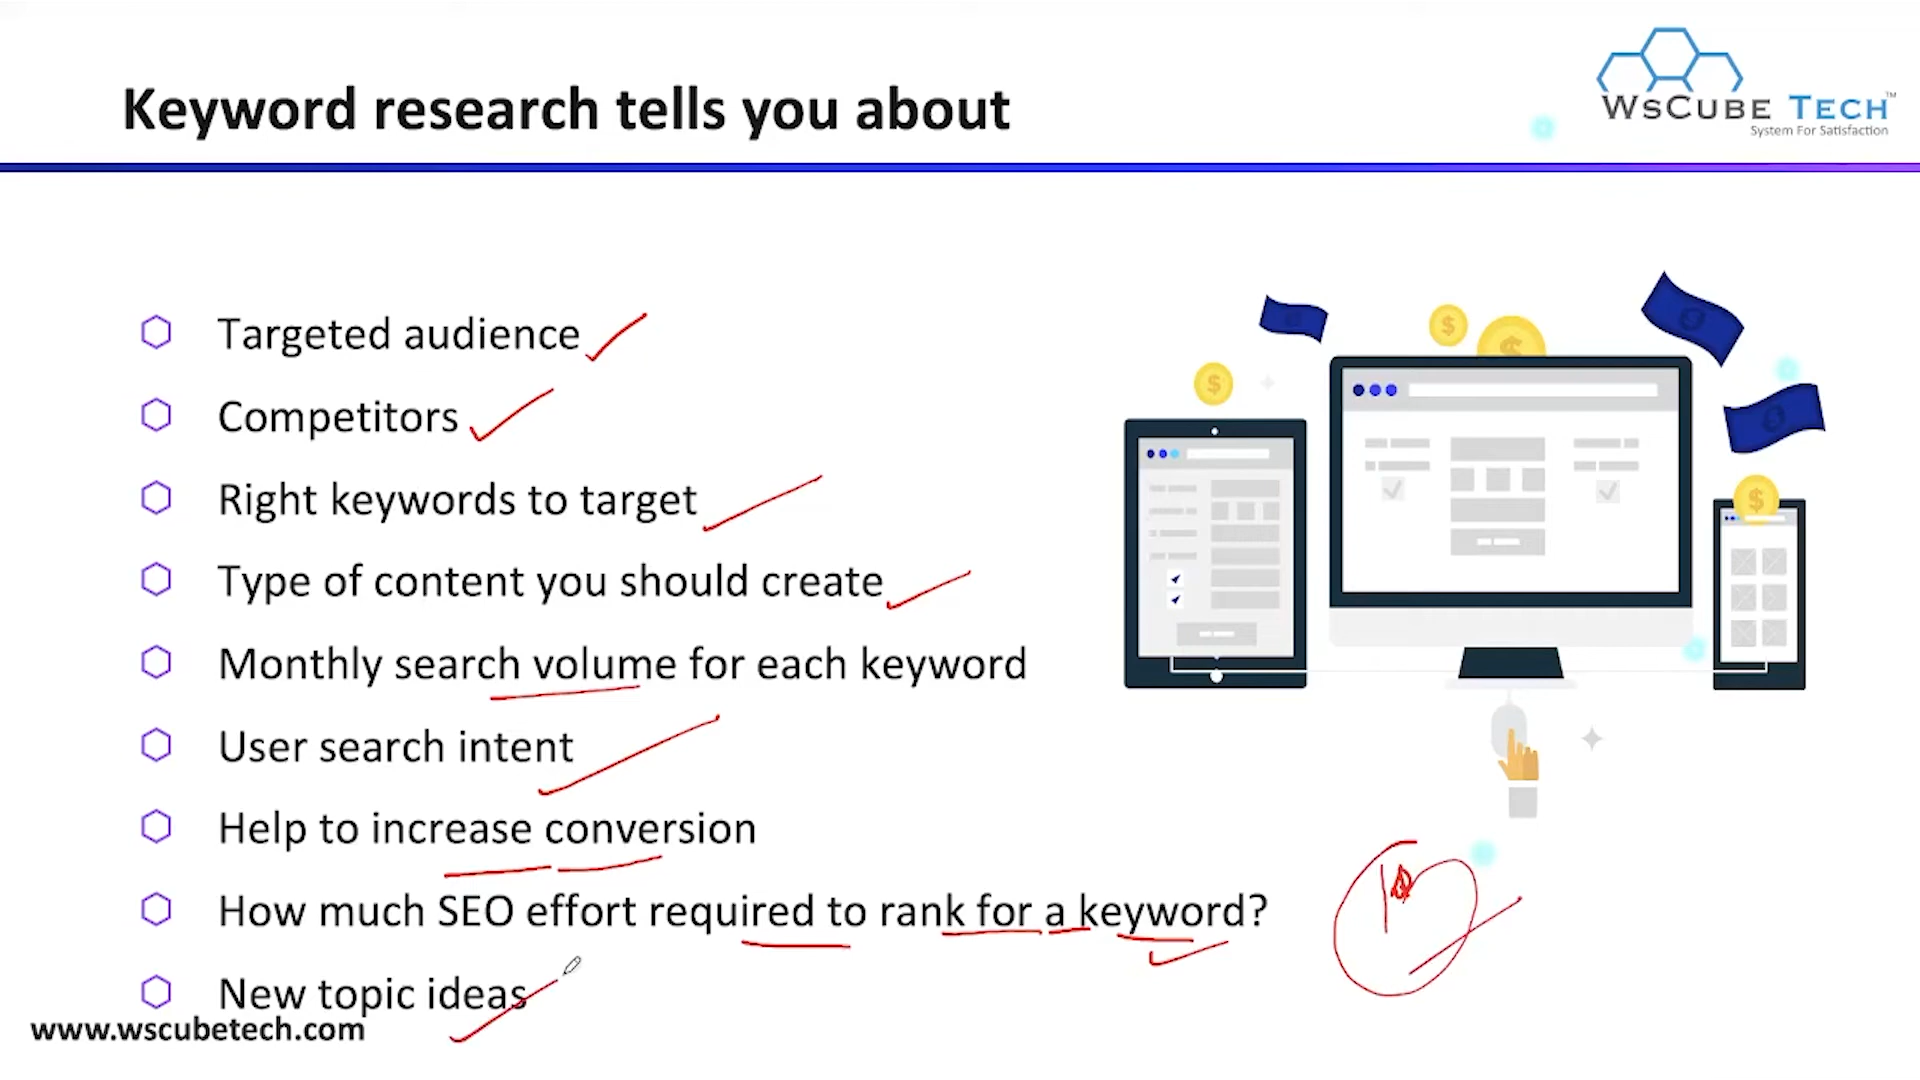 Keyword research tells you about
WsCube Tech™
System For Satisfaction
Targeted audience
Competitors
Right keywords to target
Type of content you should create
Monthly search volume for each keyword
User search intent
Help to increase conversion
How much SEO effort required to rank for a keyword?
New topic ideas
www.wscubetech.com